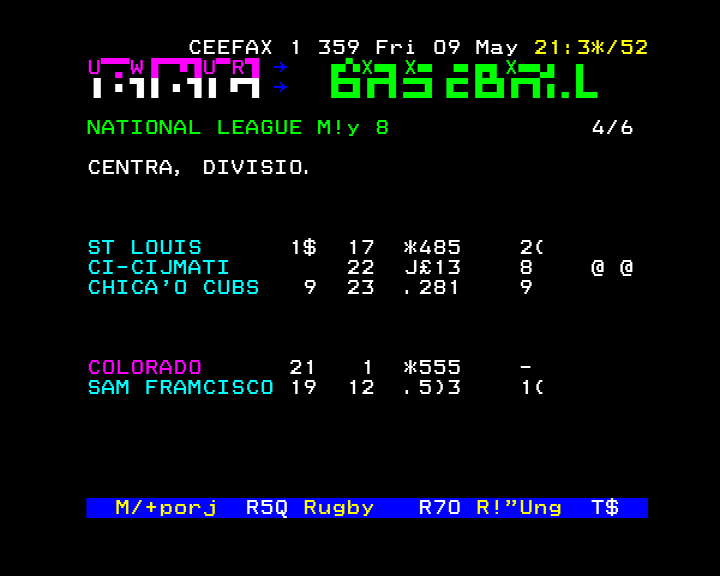 CEEFAX 1 359 Fri 09 May 21:3*/52
NATIONAL LEAGUE M!y 8 4/6
CENTRA, DIVISIO.
ST LOUIS 1$ 17 *485 2(
CI-CIJMATI 22 J£13 8 @ @
CHICA'O CUBS 9 23 .281 9
COLORADO 21 1 *555 -
SAM FRAMCISCO 19 12 .5)3 1(
M/+porj R5Q Rugby R7O R!"Ung T$